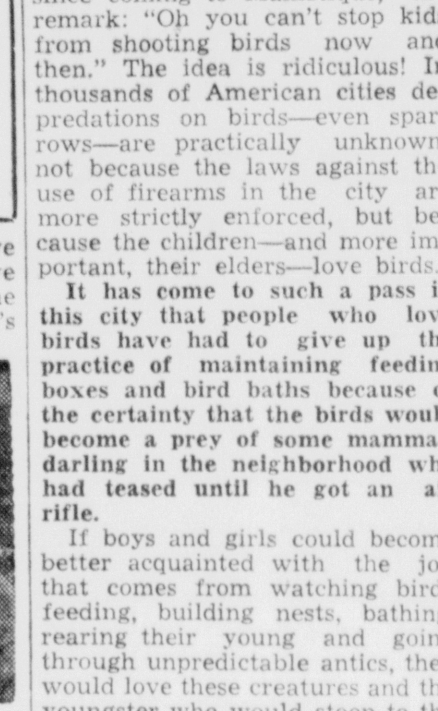 remark: "Oh you can't stop kid
from shooting birds now and
then." The idea is ridiculous! I
thousands of American cities de
predations on birds—even spar
rows—are practically unknown
not because the laws against th
use of firearms in the city ar
more strictly enforced, but be
cause the children—and more im
portant, their elders—love birds.
It has come to such a pass i
this city that people who lov
birds have had to give up th
practice of maintaining feedin
boxes and bird baths because
the certainty that the birds woul
become a prey of some mamma
darling in the neighborhood wh
had teased until he got an a
rifle.
If boys and girls could becom
better acquainted with the jo
that comes from watching bird
feeding, building nests, bathin
rearing their young and goin
through unpredictable antics, the
would love these creatures and th